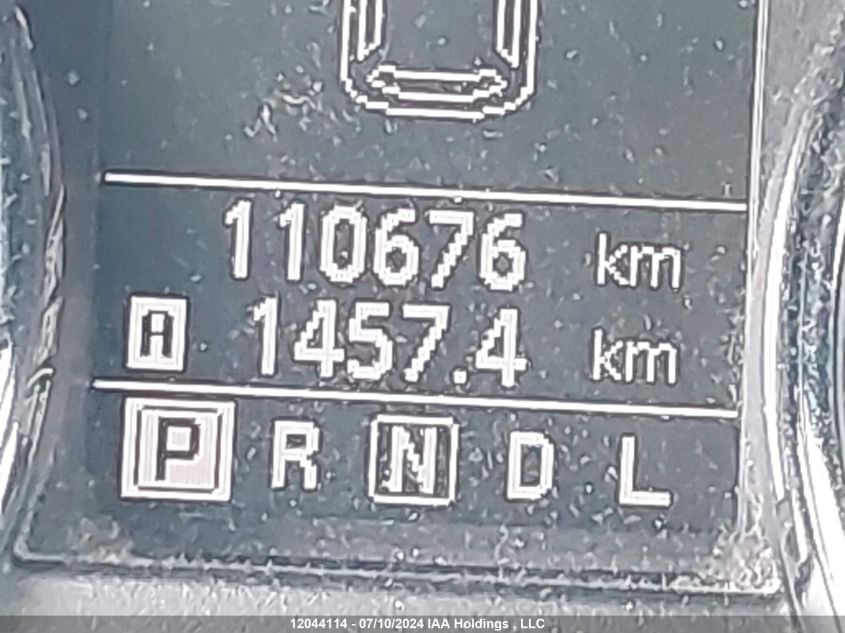 110676 km
A 1457.4 km
P R N D L
12044114 - 07/10/2024 IAA Holdings , LLC